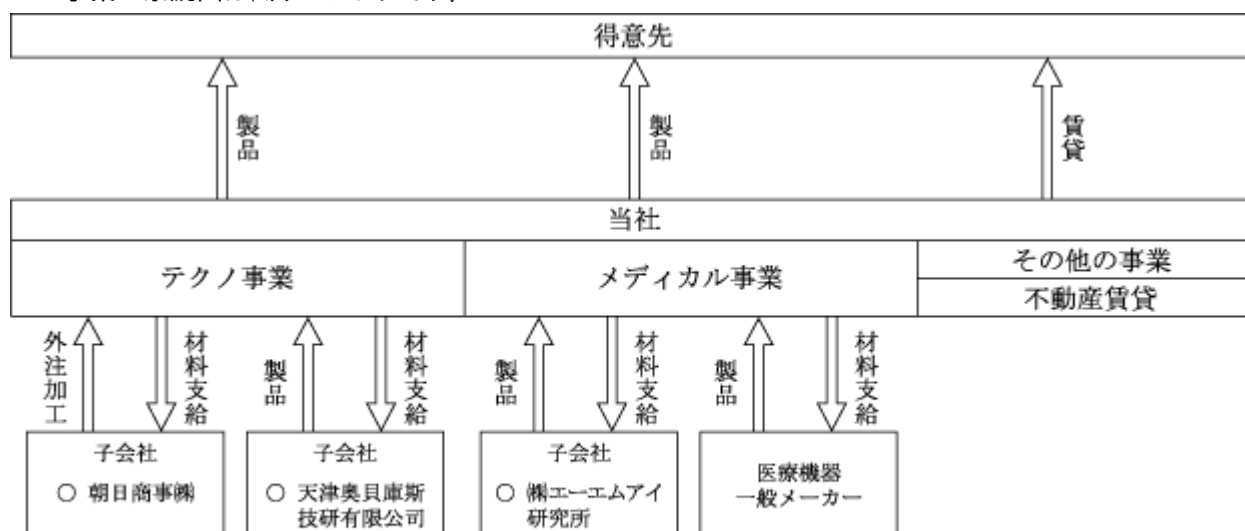 得意先
製品
製品
賃貸
当社
テクノ事業
メディカル事業
その他の事業
不動産賃貸
外注加工
材料支給
製品
材料支給
製品
材料支給
製品
材料支給
子会社
○ 朝日商事㈱
子会社
○ 天津奥貝庫斯
技研有限公司
子会社
○ ㈱エーエムアイ
研究所
医療機器
一般メーカー